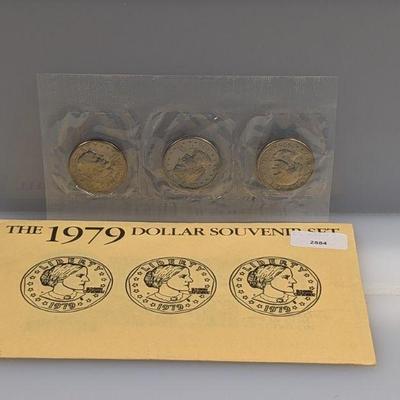 THE 1979 DOLLAR SOUVENIR SET
2884
LIBERTY LIBERTY LIBERTY
1979 1979 1979